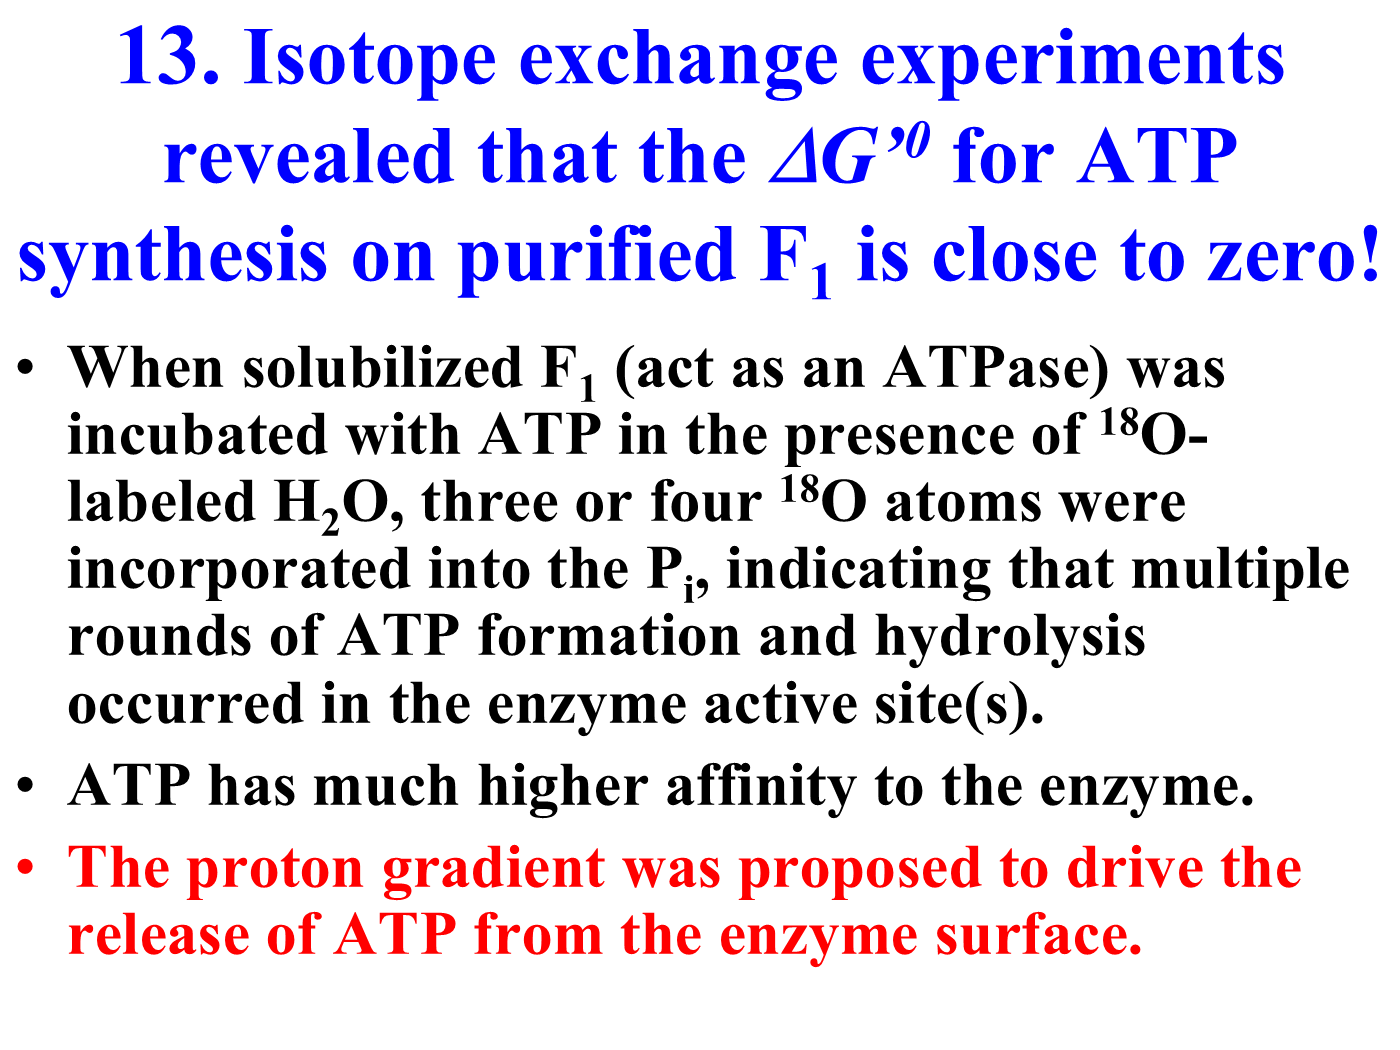 13. Isotope exchange experiments
revealed that the ΔG’⁰ for ATP
synthesis on purified F₁ is close to zero!
• When solubilized F₁ (act as an ATPase) was
incubated with ATP in the presence of ¹⁸O-
labeled H₂O, three or four ¹⁸O atoms were
incorporated into the Pᵢ, indicating that multiple
rounds of ATP formation and hydrolysis
occurred in the enzyme active site(s).
• ATP has much higher affinity to the enzyme.
• The proton gradient was proposed to drive the
release of ATP from the enzyme surface.